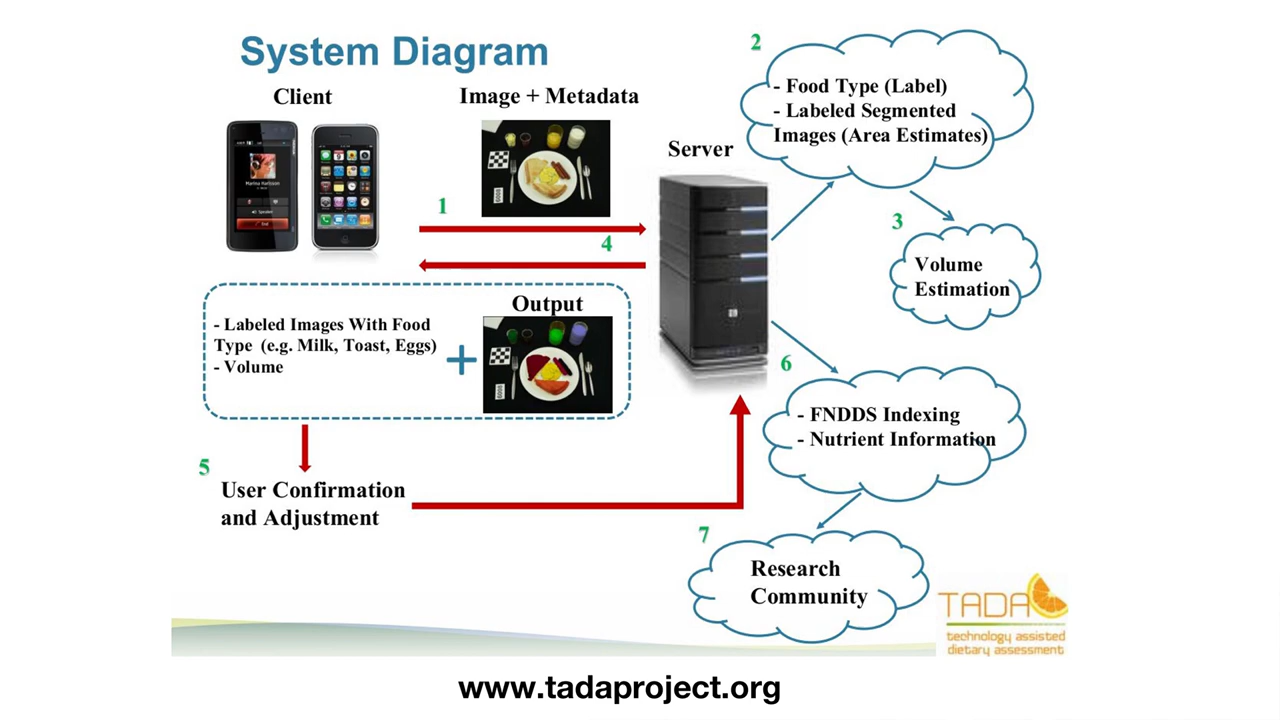 System Diagram
Client
Image + Metadata
1
4
Server
2
- Food Type (Label)
- Labeled Segmented
Images (Area Estimates)
3
Volume
Estimation
Output
- Labeled Images With Food
Type (e.g. Milk, Toast, Eggs)
- Volume
+
5
User Confirmation
and Adjustment
6
- FNDDS Indexing
- Nutrient Information
7
Research
Community
TADA
technology assisted
dietary assessment
www.tadaproject.org